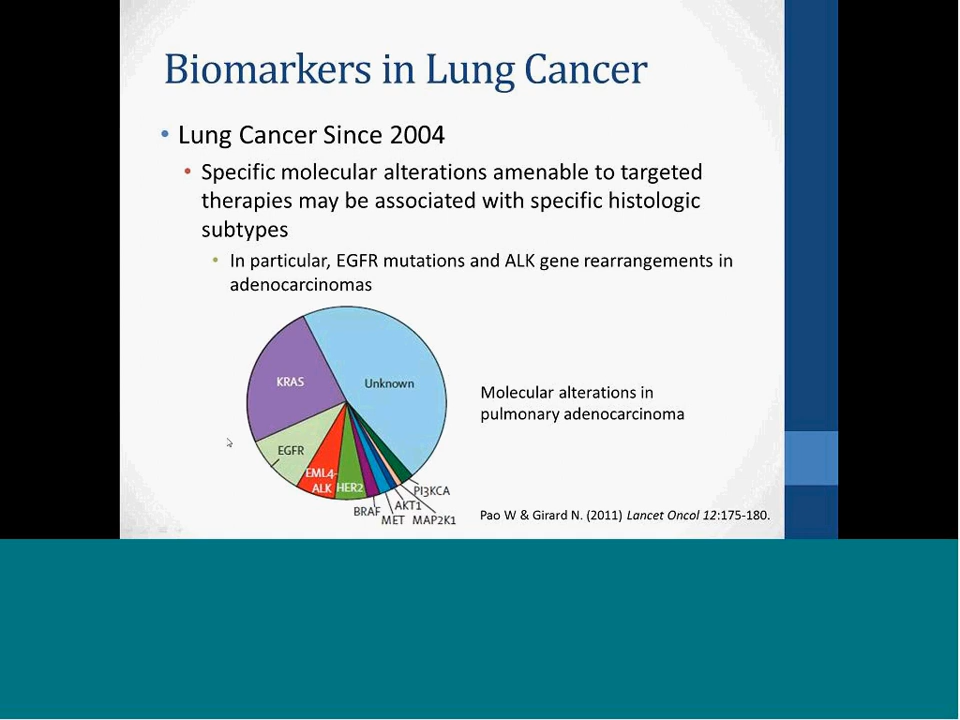 Biomarkers in Lung Cancer
• Lung Cancer Since 2004
• Specific molecular alterations amenable to targeted
therapies may be associated with specific histologic
subtypes
• In particular, EGFR mutations and ALK gene rearrangements in
adenocarcinomas
KRAS
Unknown
Molecular alterations in
pulmonary adenocarcinoma
EGFR
EML4-
ALK
HER2
PI3KCA
BRAF
AKT1
MET
MAP2K1
Pao W & Girard N. (2011) Lancet Oncol 12:175-180.